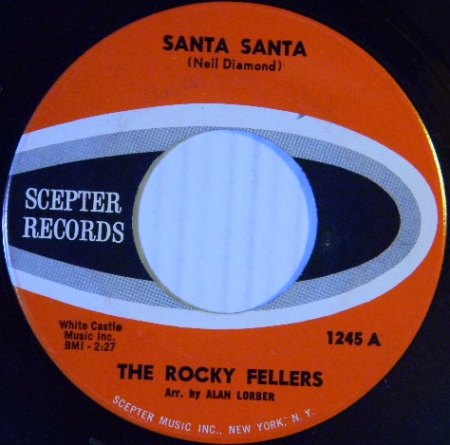 SANTA SANTA
(Neil Diamond)
SCEPTER
RECORDS
White Castle
Music Inc.
BMI - 2:27
1245 A
THE ROCKY FELLERS
Arr. by ALAN LORBER
SCEPTER MUSIC INC., NEW YORK, N. Y.